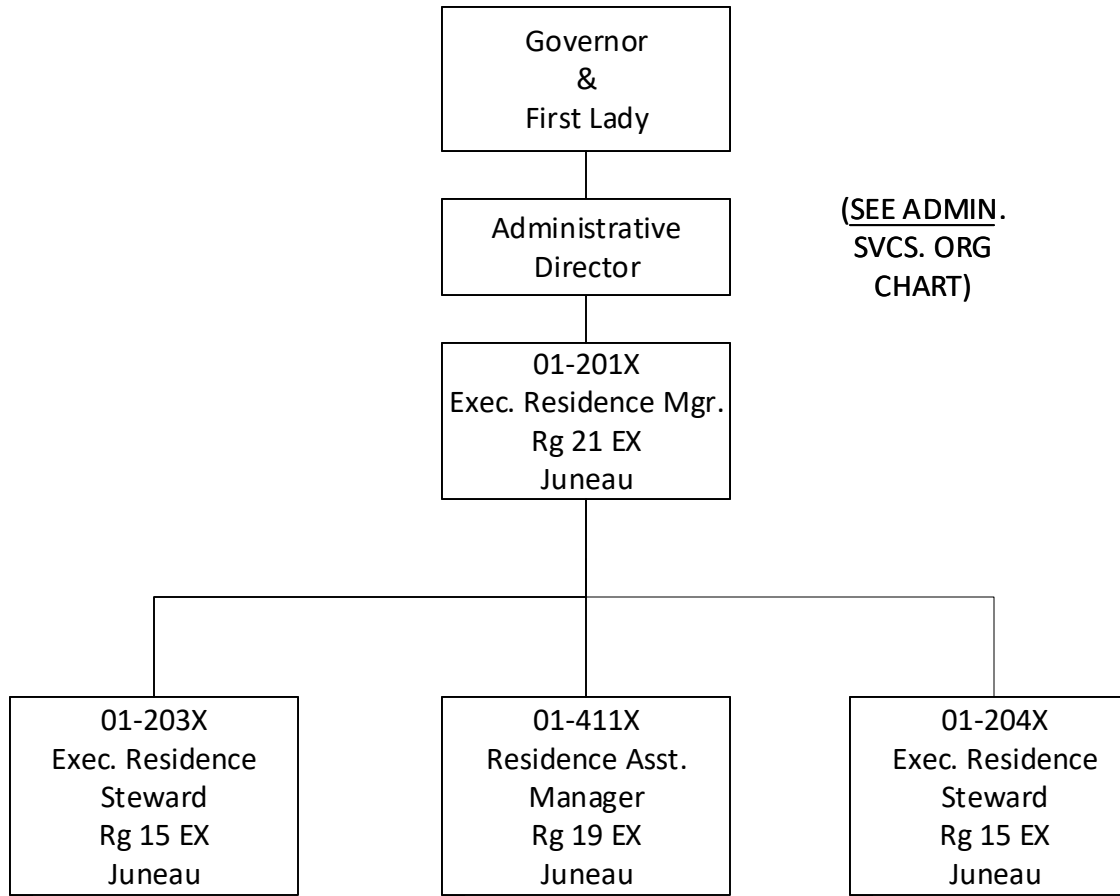 Governor
&
First Lady
Administrative
Director
(SEE ADMIN.
SVCS. ORG
CHART)
01-201X
Exec. Residence Mgr.
Rg 21 EX
Juneau
01-203X
Exec. Residence
Steward
Rg 15 EX
Juneau
01-411X
Residence Asst.
Manager
Rg 19 EX
Juneau
01-204X
Exec. Residence
Steward
Rg 15 EX
Juneau